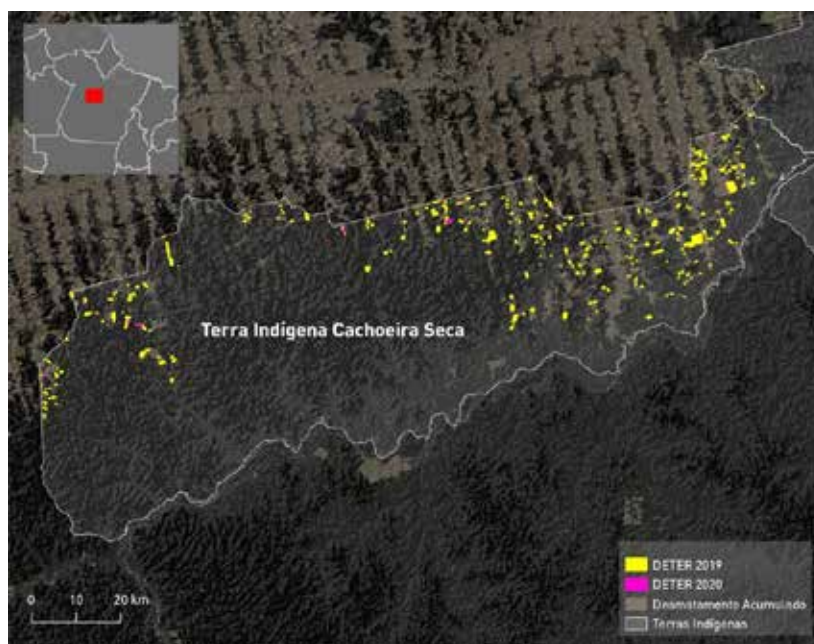 Terra Indígena Cachoeira Seca
DETER 2019
DETER 2020
Desmatamento Acumulado
Terras Indígenas
0 10 20 km